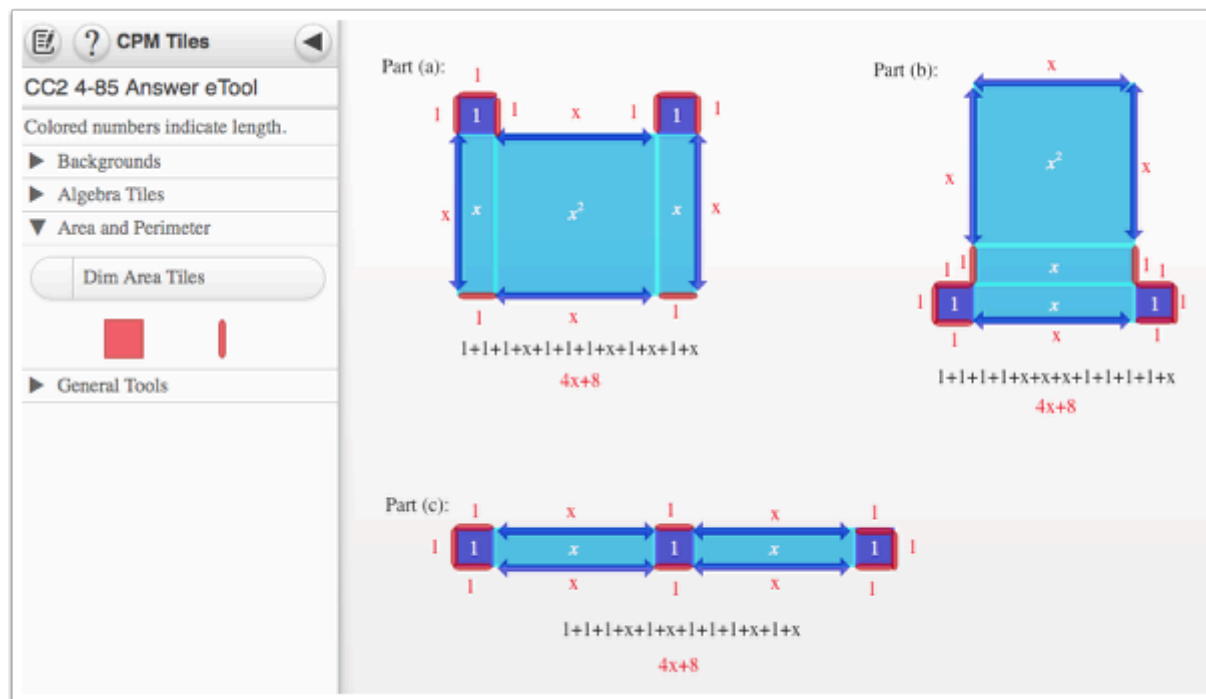 CPM Tiles
CC2 4-85 Answer eTool
Colored numbers indicate length.
Backgrounds
Algebra Tiles
Area and Perimeter
Dim Area Tiles
General Tools
Part (a):
1
1 1 1 x 1 1 1
x x x² x x
1 x 1
1+1+1+x+1+1+1+x+1+x+1+x
4x+8
Part (b):
x
x x² x
1 1 x 1 1
1 1 x 1 1
1 x 1
1+1+1+1+x+x+x+1+1+1+1+x
4x+8
Part (c):
1 x 1 x 1
1 1 x 1 x 1 1
1 x 1 x 1
1+1+1+x+1+x+1+1+1+x+1+x
4x+8